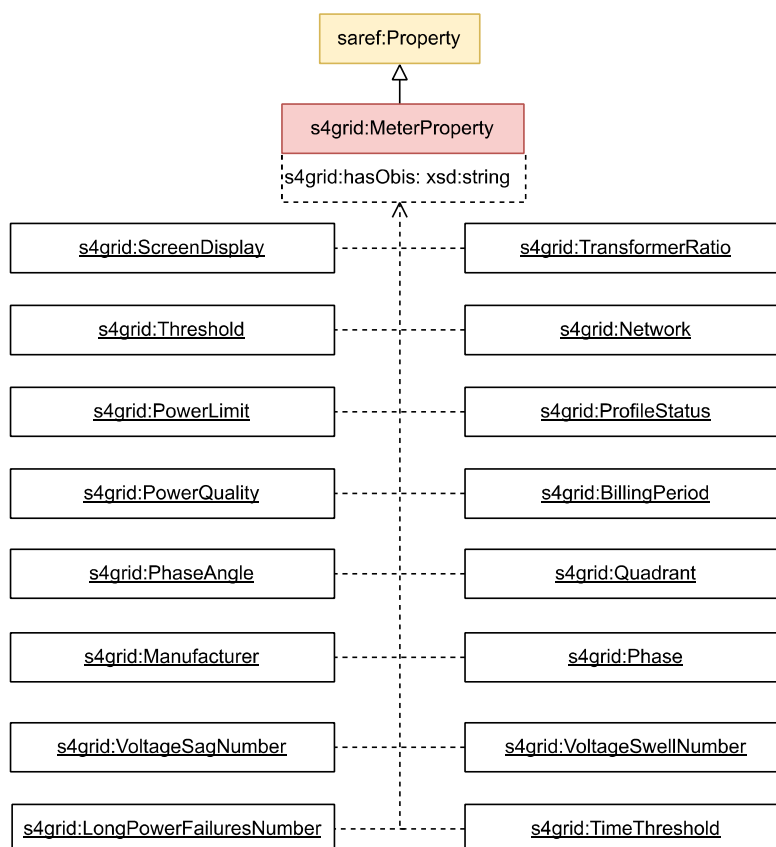 saref:Property
s4grid:MeterProperty
s4grid:hasObis: xsd:string
s4grid:ScreenDisplay
s4grid:TransformerRatio
s4grid:Threshold
s4grid:Network
s4grid:PowerLimit
s4grid:ProfileStatus
s4grid:PowerQuality
s4grid:BillingPeriod
s4grid:PhaseAngle
s4grid:Quadrant
s4grid:Manufacturer
s4grid:Phase
s4grid:VoltageSagNumber
s4grid:VoltageSwellNumber
s4grid:LongPowerFailuresNumber
s4grid:TimeThreshold